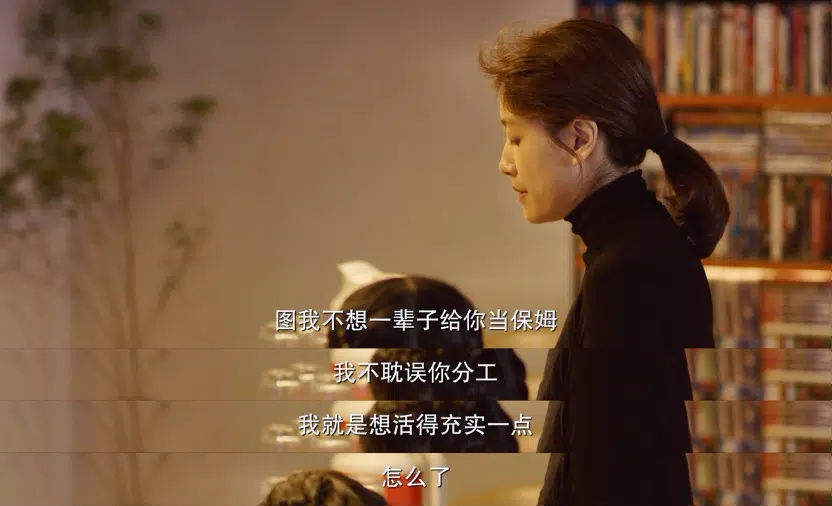 图我不想一辈子给你当保姆
我不耽误你分工
我就是想活得充实一点
怎么了